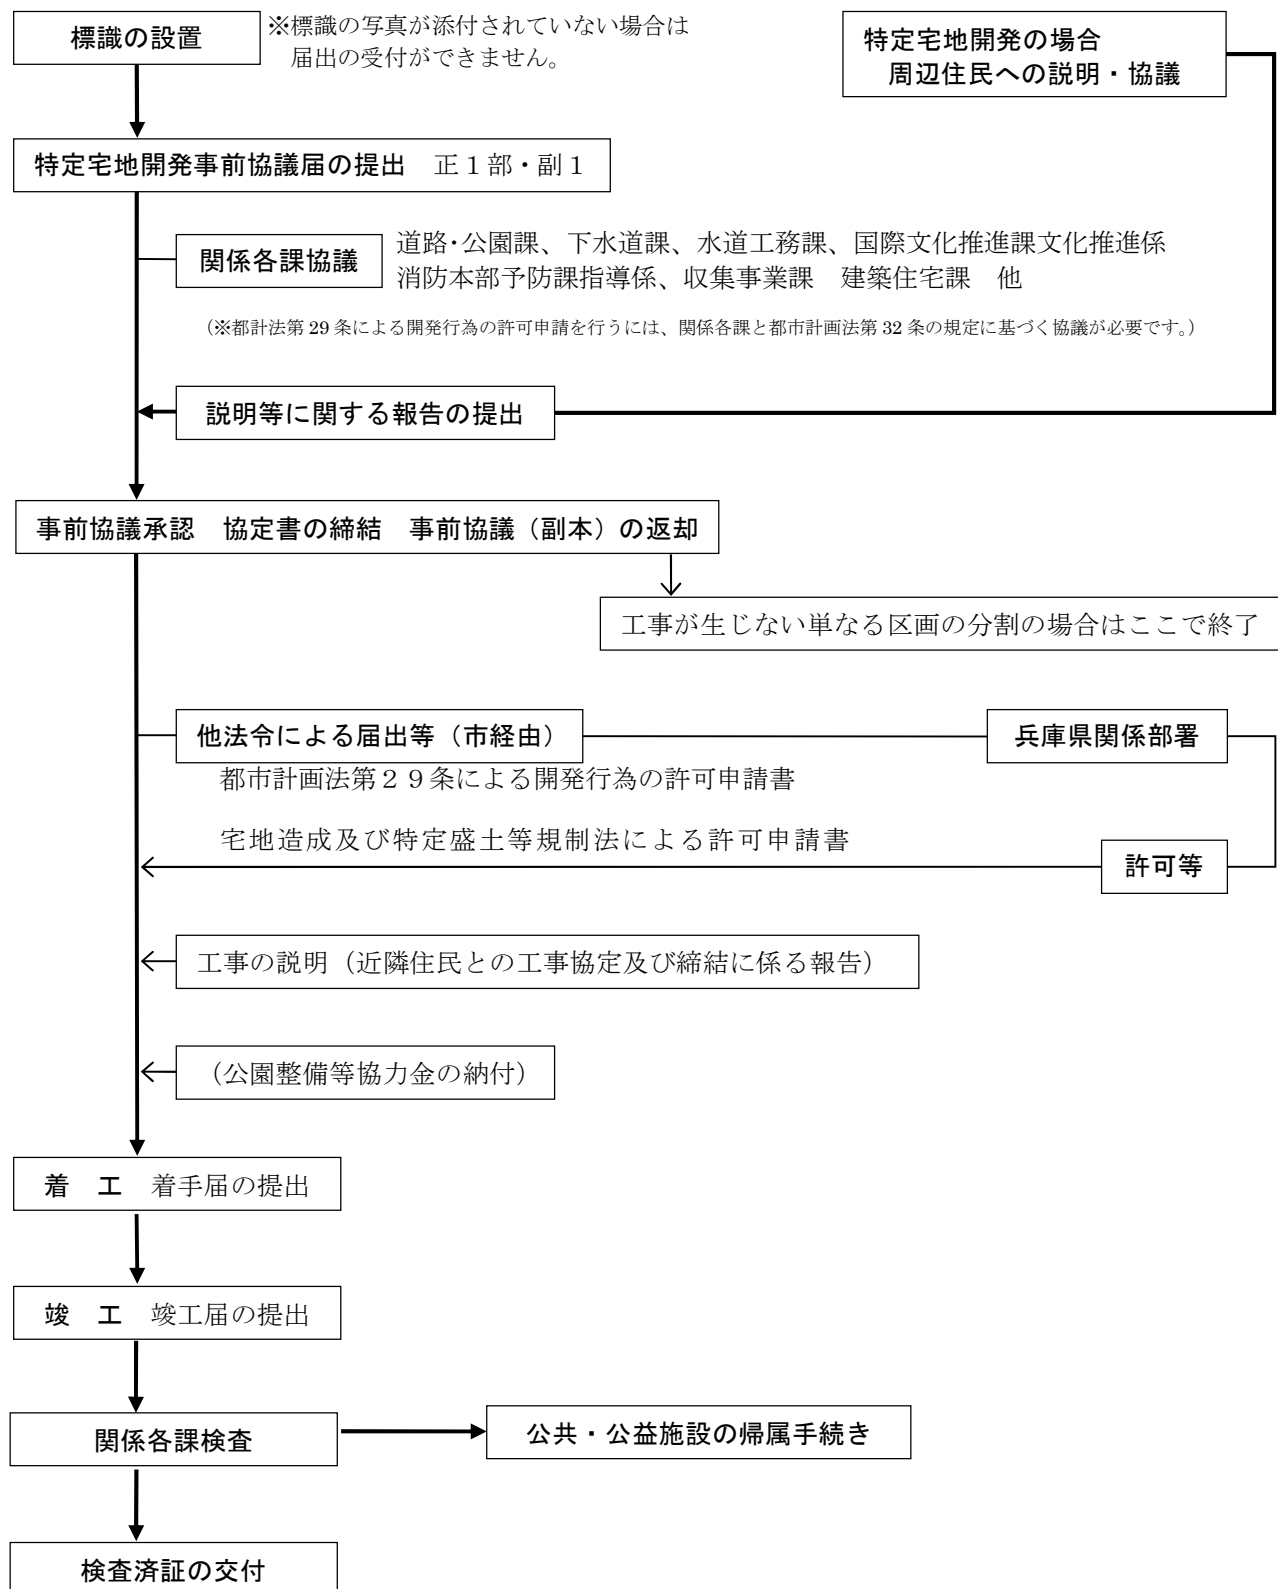 標識の設置
※標識の写真が添付されていない場合は
届出の受付ができません。
特定宅地開発の場合
周辺住民への説明・協議
特定宅地開発事前協議届の提出　正１部・副１
関係各課協議
道路･公園課、下水道課、水道工務課、国際文化推進課文化推進係
消防本部予防課指導係、収集事業課　建築住宅課　他
（※都計法第 29 条による開発行為の許可申請を行うには、関係各課と都市計画法第 32 条の規定に基づく協議が必要です。）
説明等に関する報告の提出
事前協議承認　協定書の締結　事前協議（副本）の返却
工事が生じない単なる区画の分割の場合はここで終了
他法令による届出等（市経由）
兵庫県関係部署
都市計画法第２９条による開発行為の許可申請書
宅地造成及び特定盛土等規制法による許可申請書
許可等
工事の説明（近隣住民との工事協定及び締結に係る報告）
（公園整備等協力金の納付）
着　工　着手届の提出
竣　工　竣工届の提出
関係各課検査
公共・公益施設の帰属手続き
検査済証の交付